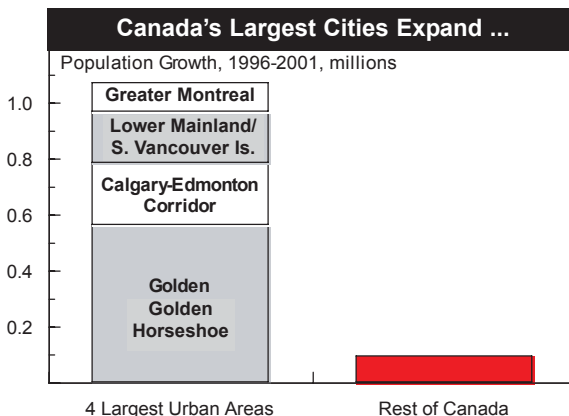 Canada's Largest Cities Expand ...
Population Growth, 1996-2001, millions
1.0
0.8
0.6
0.4
0.2
Greater Montreal
Lower Mainland/
S. Vancouver Is.
Calgary-Edmonton
Corridor
Golden
Golden
Horseshoe
4 Largest Urban Areas
Rest of Canada